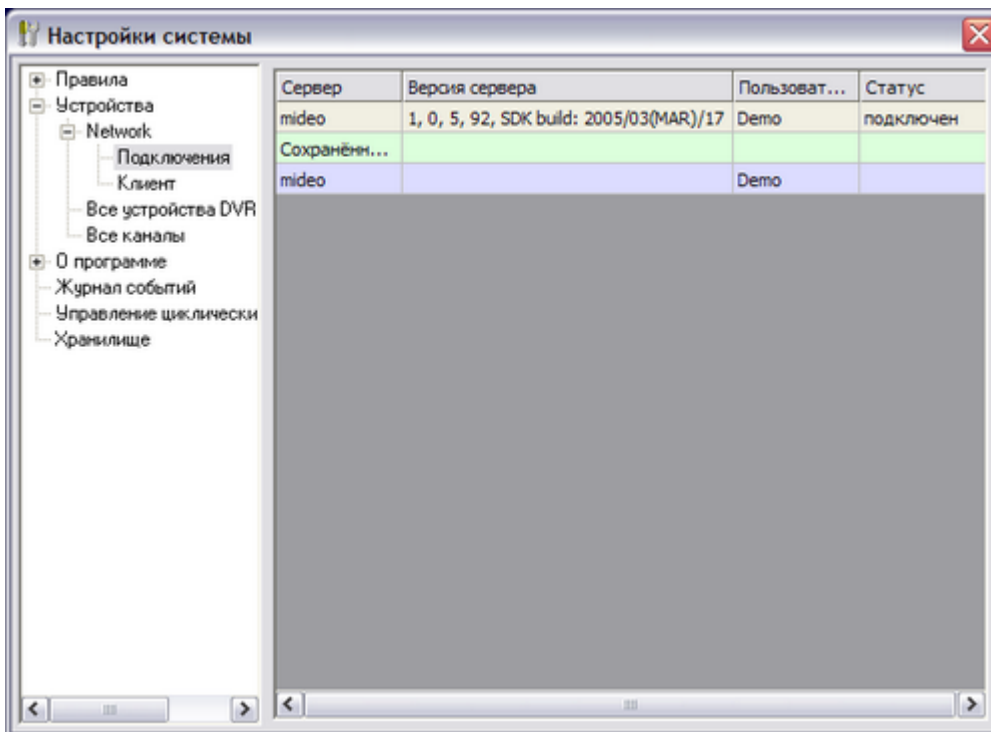 Настройки системы
Правила
Устройства
Network
Подключения
Клиент
Все устройства DVR
Все каналы
О программе
Журнал событий
Управление циклически
Хранилище
Сервер Версия сервера Пользоват... Статус
mideo 1, 0, 5, 92, SDK build: 2005/03(MAR)/17 Demo подключен
Сохранённ...
mideo Demo